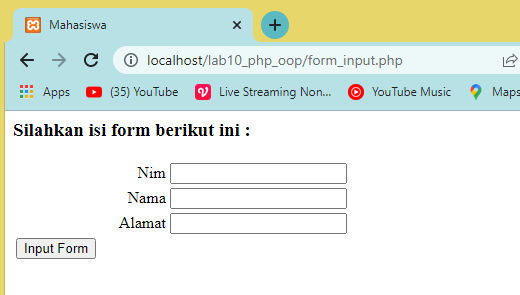 Mahasiswa
localhost/lab10_php_oop/form_input.php
Apps (35) YouTube Live Streaming Non... YouTube Music Maps
Silahkan isi form berikut ini :
Nim
Nama
Alamat
Input Form